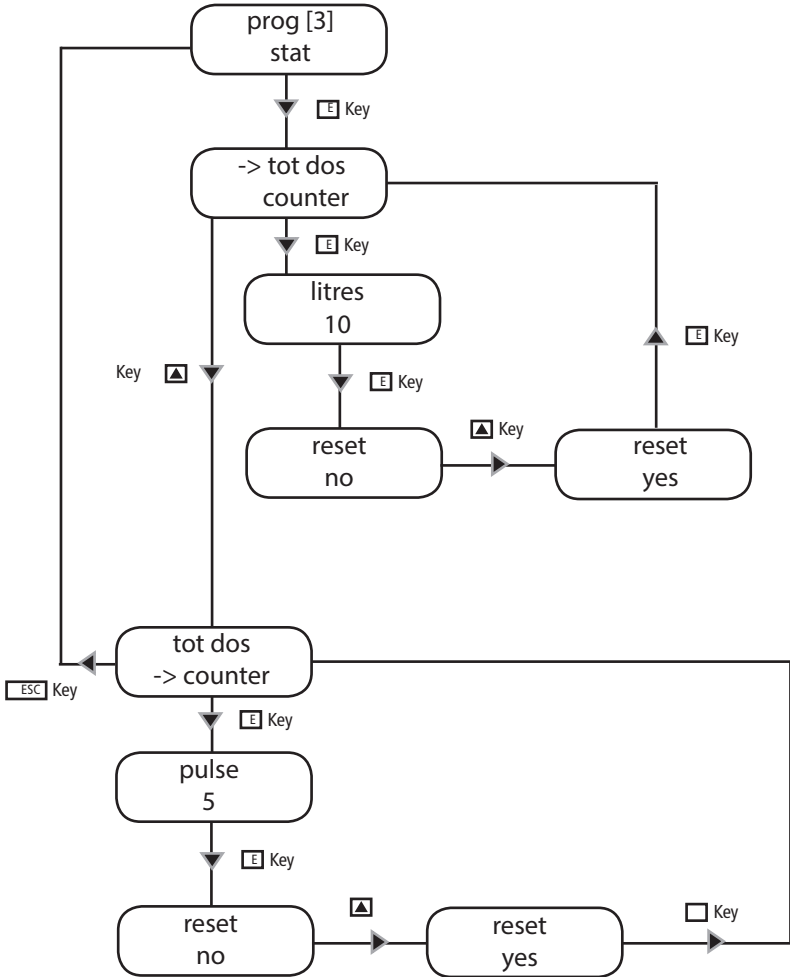 prog [3]
stat
E Key
-> tot dos
counter
E Key
litres
10
Key
E Key
E Key
reset
no
Key
reset
yes
tot dos
-> counter
ESC Key
E Key
pulse
5
E Key
reset
no
reset
yes
Key